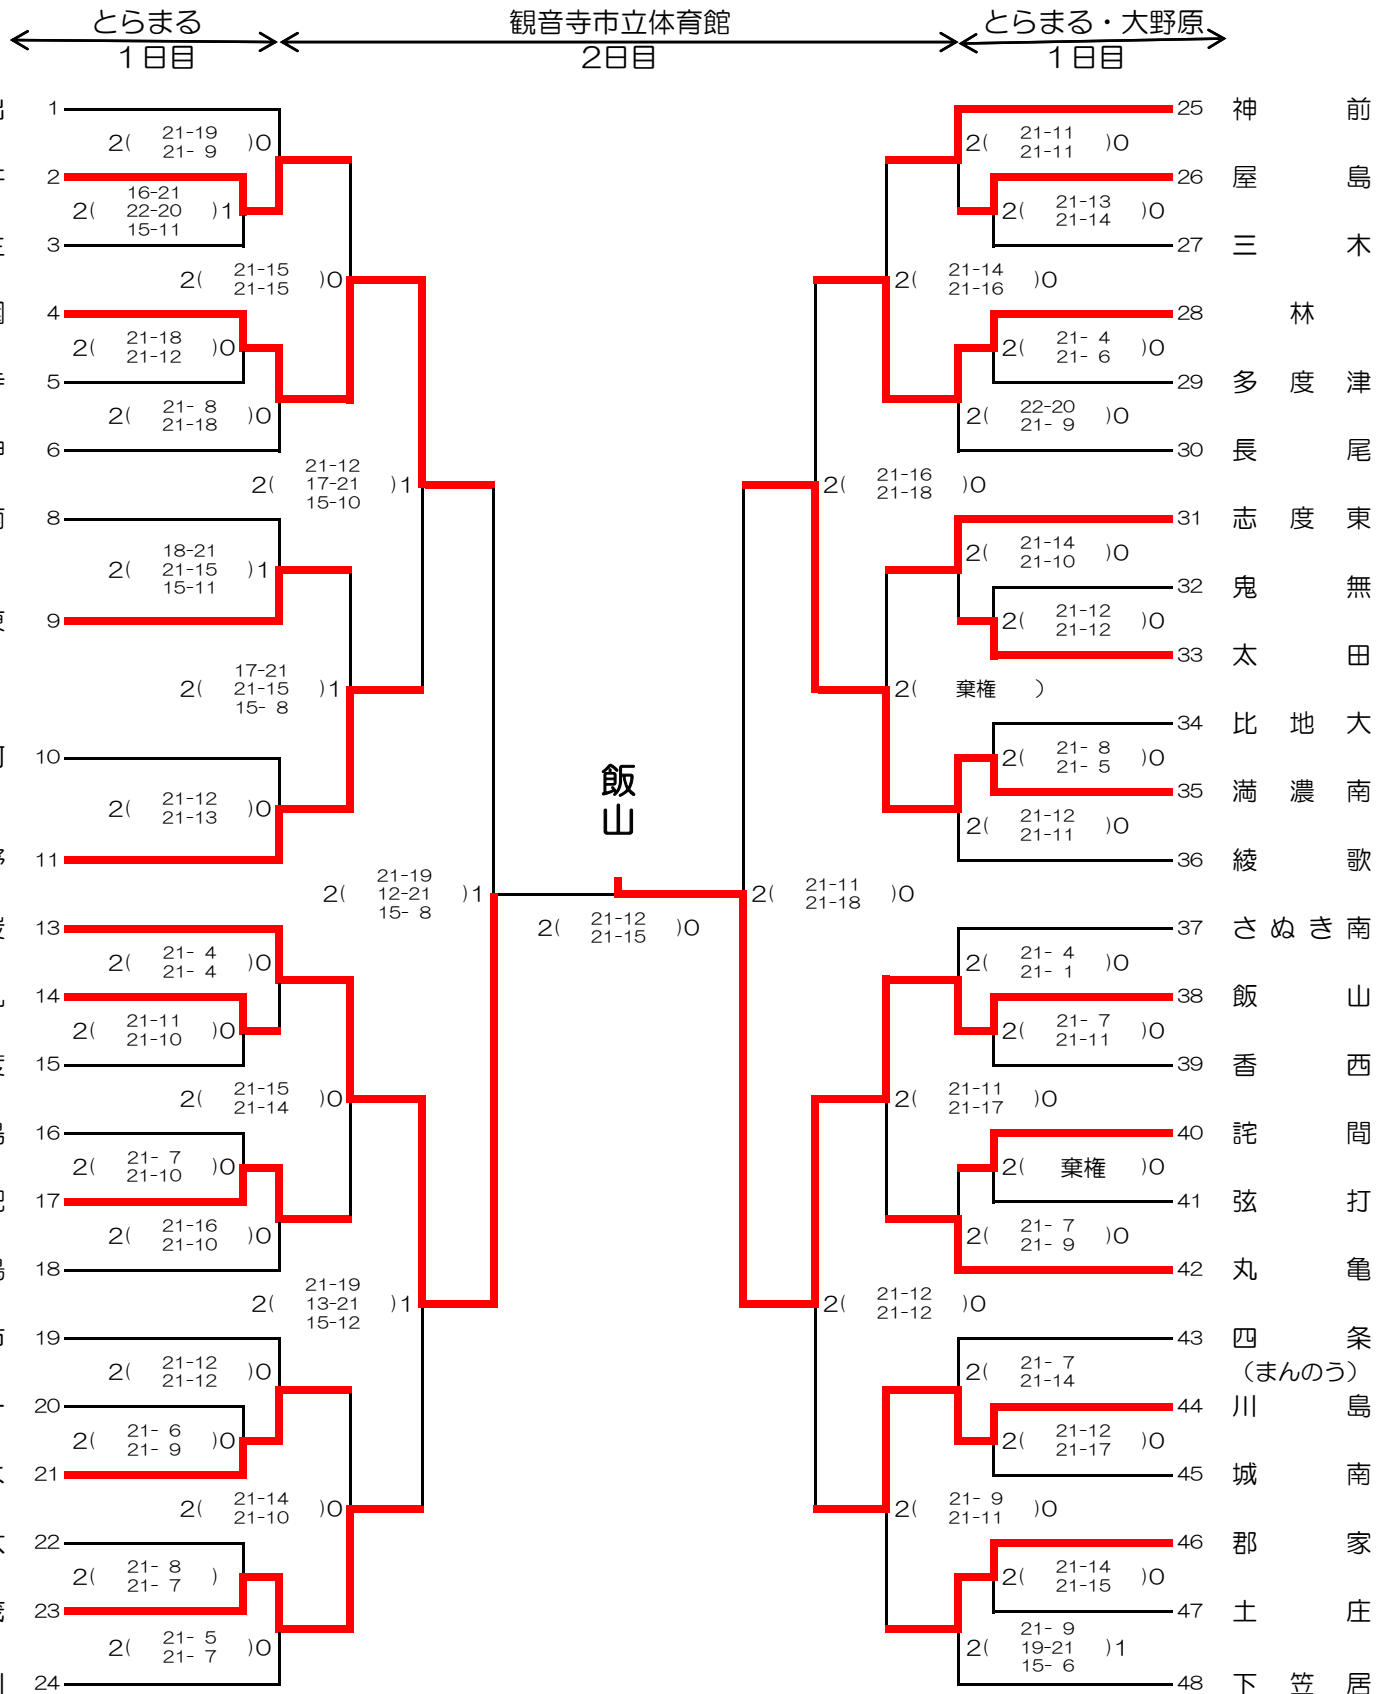 とらまる 観音寺市立体育館 とらまる・大野原
1日目 2日目 1日目
1
2( 21-19 21- 9 )0
2
2( 16-21 22-20 15-11 )1
3
2( 21-15 21-15 )0
4
2( 21-18 21-12 )0
5
2( 21- 8 21-18 )0
6
2( 21-12 17-21 15-10 )1
8
2( 18-21 21-15 15-11 )1
9
2( 17-21 21-15 15- 8 )1
10
2( 21-12 21-13 )0
11
2( 21-19 12-21 15- 8 )1
13
2( 21- 4 21- 4 )0
14
2( 21-11 21-10 )0
15
2( 21-15 21-14 )0
16
2( 21- 7 21-10 )0
17
2( 21-16 21-10 )0
18
2( 21-19 13-21 15-12 )1
19
2( 21-12 21-12 )0
20
2( 21- 6 21- 9 )0
21
2( 21-14 21-10 )0
22
2( 21- 8 21- 7 )
23
2( 21- 5 21- 7 )0
24
飯山
2( 21-12 21-15 )0
25 神前
2( 21-11 21-11 )0
26 屋島
2( 21-13 21-14 )0
27 三木
2( 21-14 21-16 )0
28 林
2( 21- 4 21- 6 )0
29 多度津
2( 22-20 21- 9 )0
30 長尾
2( 21-16 21-18 )0
31 志度東
2( 21-14 21-10 )0
32 鬼無
2( 21-12 21-12 )0
33 太田
2( 棄権 )
34 比地大
2( 21- 8 21- 5 )0
35 満濃南
2( 21-12 21-11 )0
36 綾歌
2( 21-11 21-18 )0
37 さぬき南
2( 21- 4 21- 1 )0
38 飯山
2( 21- 7 21-11 )0
39 香西
2( 21-11 21-17 )0
40 詫間
2( 棄権 )0
41 弦打
2( 21- 7 21- 9 )0
42 丸亀
2( 21-12 21-12 )0
43 四条
(まんのう)
2( 21- 7 21-14
44 川島
2( 21-12 21-17 )0
45 城南
2( 21- 9 21-11 )0
46 郡家
2( 21-14 21-15 )0
47 土庄
2( 21- 9 19-21 15- 6 )1
48 下笠居